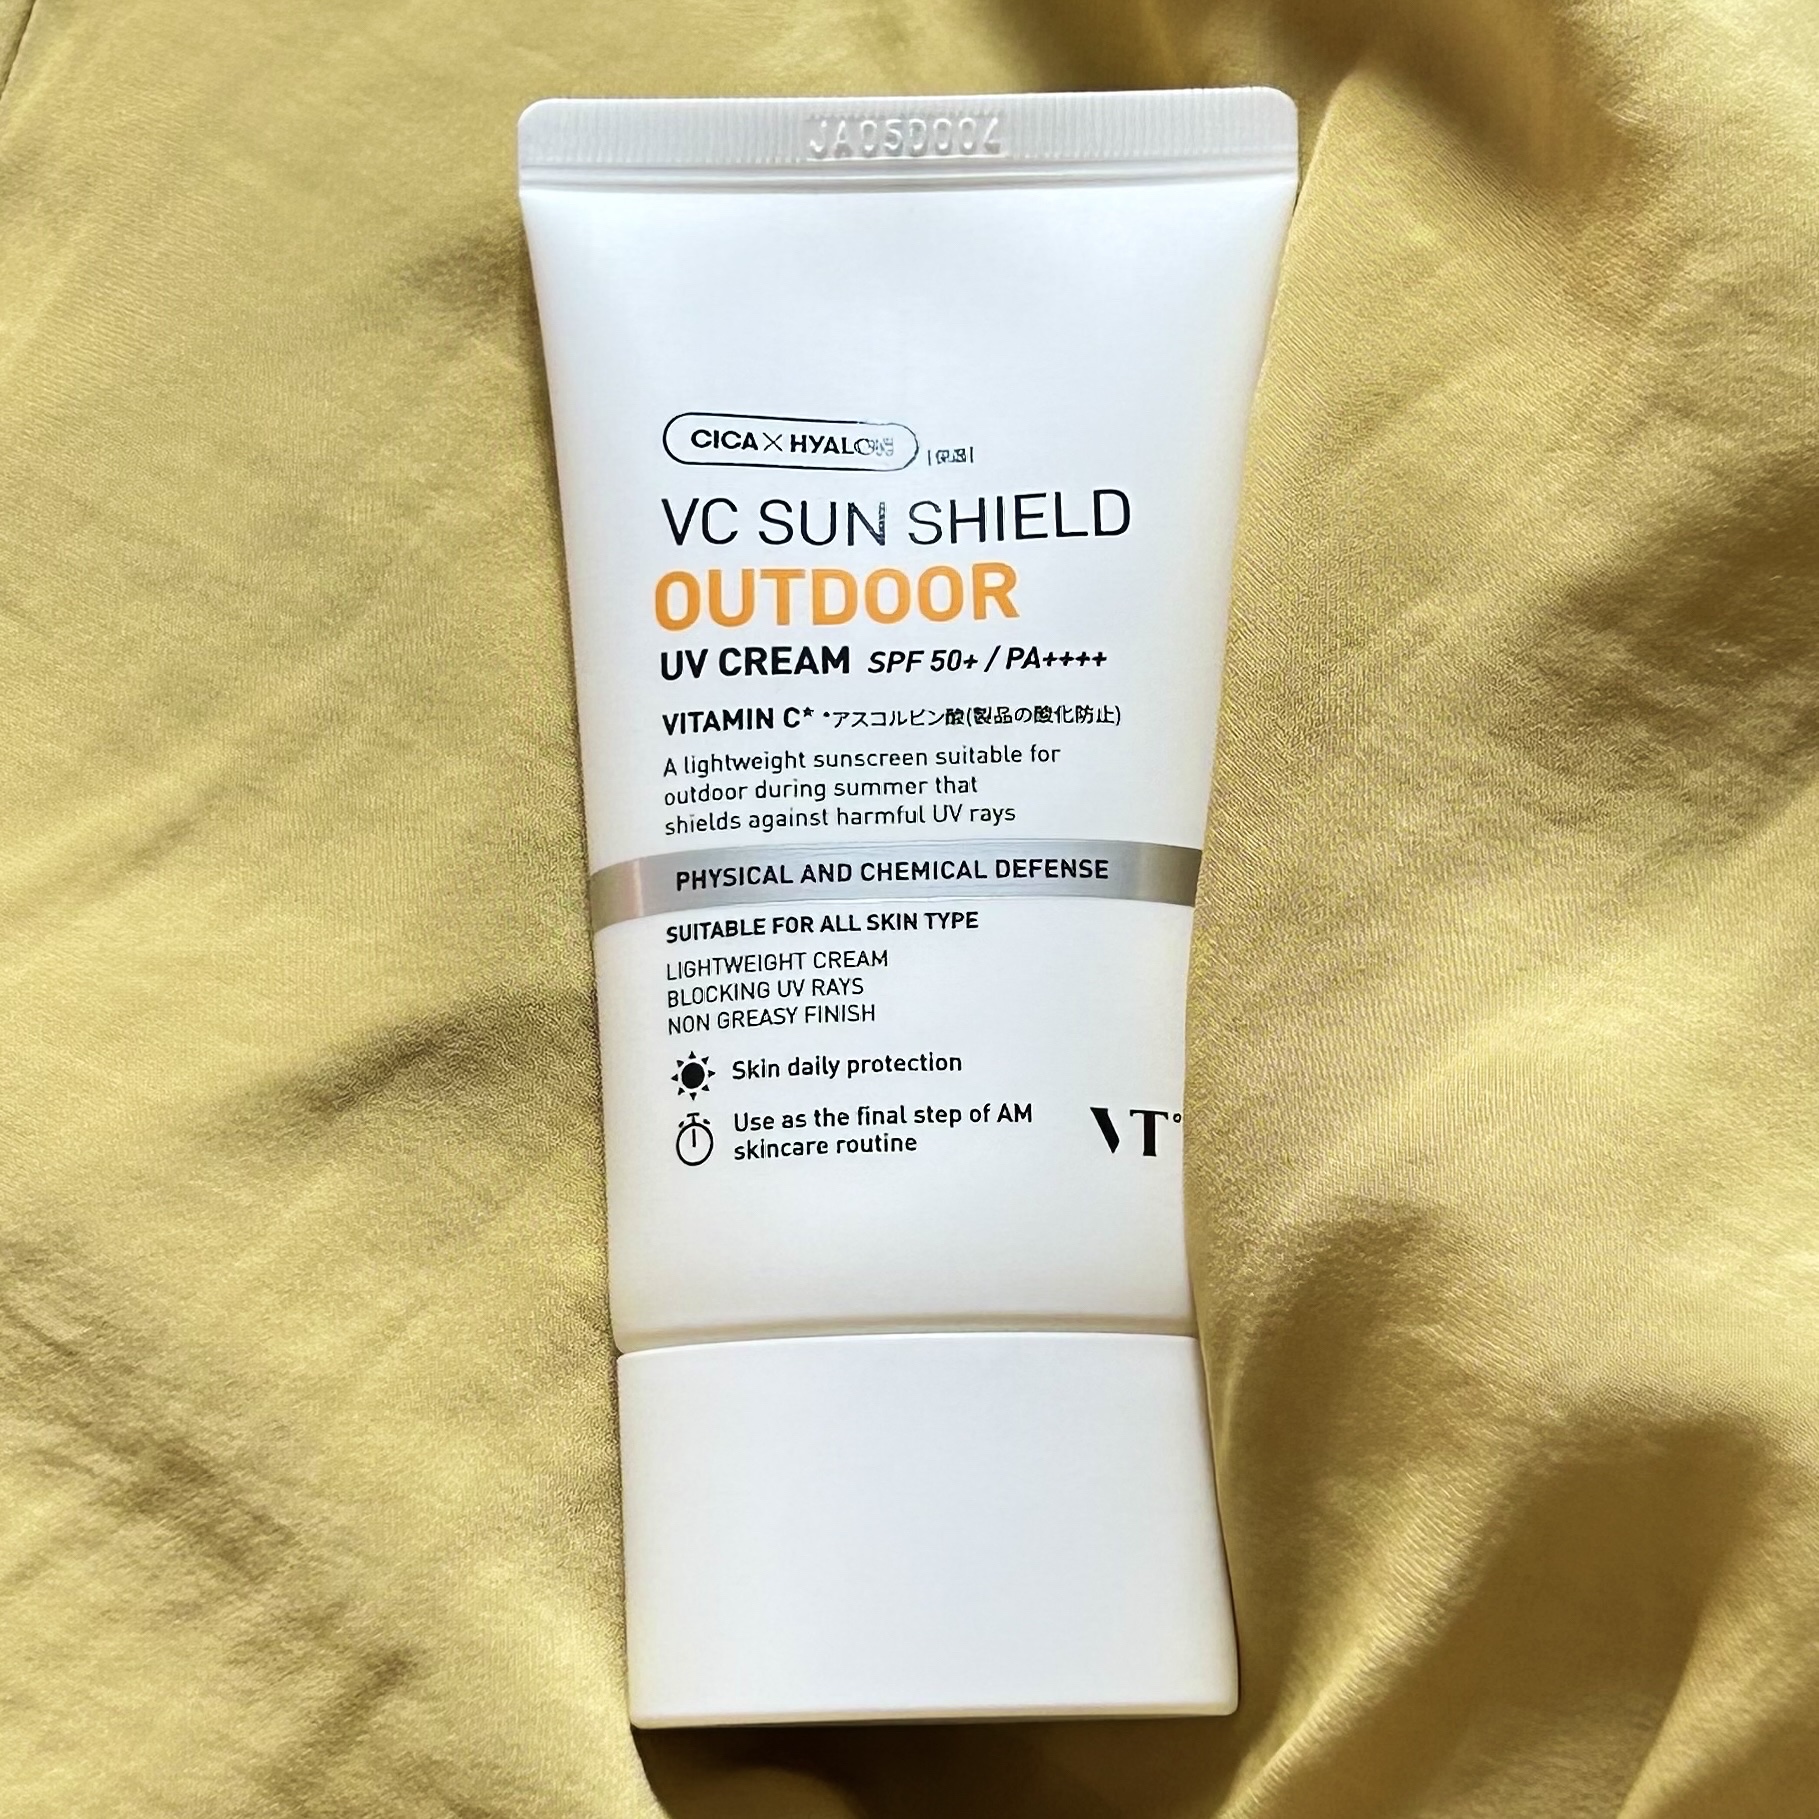 JA05D004
CICA×HYALON
VC SUN SHIELD
OUTDOOR
UV CREAM SPF 50+ / PA++++
VITAMIN C* *アスコルビン酸(製品の酸化防止)
A lightweight sunscreen suitable for
outdoor during summer that
shields against harmful UV rays
PHYSICAL AND CHEMICAL DEFENSE
SUITABLE FOR ALL SKIN TYPE
LIGHTWEIGHT CREAM
BLOCKING UV RAYS
NON GREASY FINISH
Skin daily protection
Use as the final step of AM
skincare routine
VT°